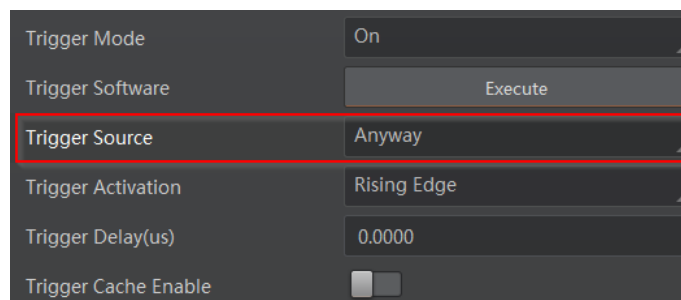 Trigger Mode On
Trigger Software Execute
Trigger Source Anyway
Trigger Activation Rising Edge
Trigger Delay(us) 0.0000
Trigger Cache Enable